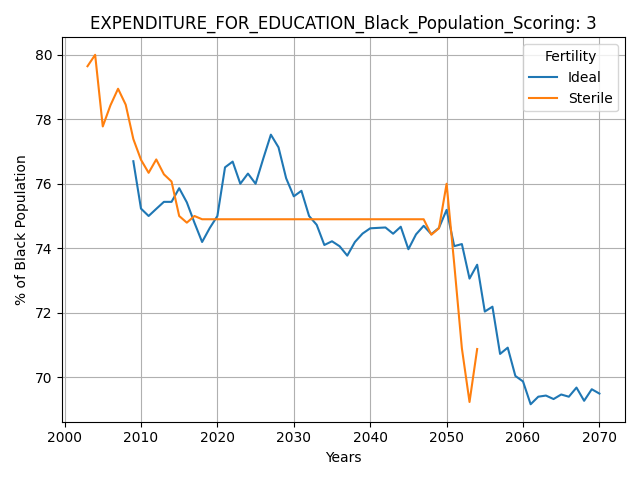 EXPENDITURE_FOR_EDUCATION_Black_Population_Scoring: 3
Fertility
Ideal
Sterile
% of Black Population
80
78
76
74
72
70
2000
2010
2020
2030
2040
2050
2060
2070
Years